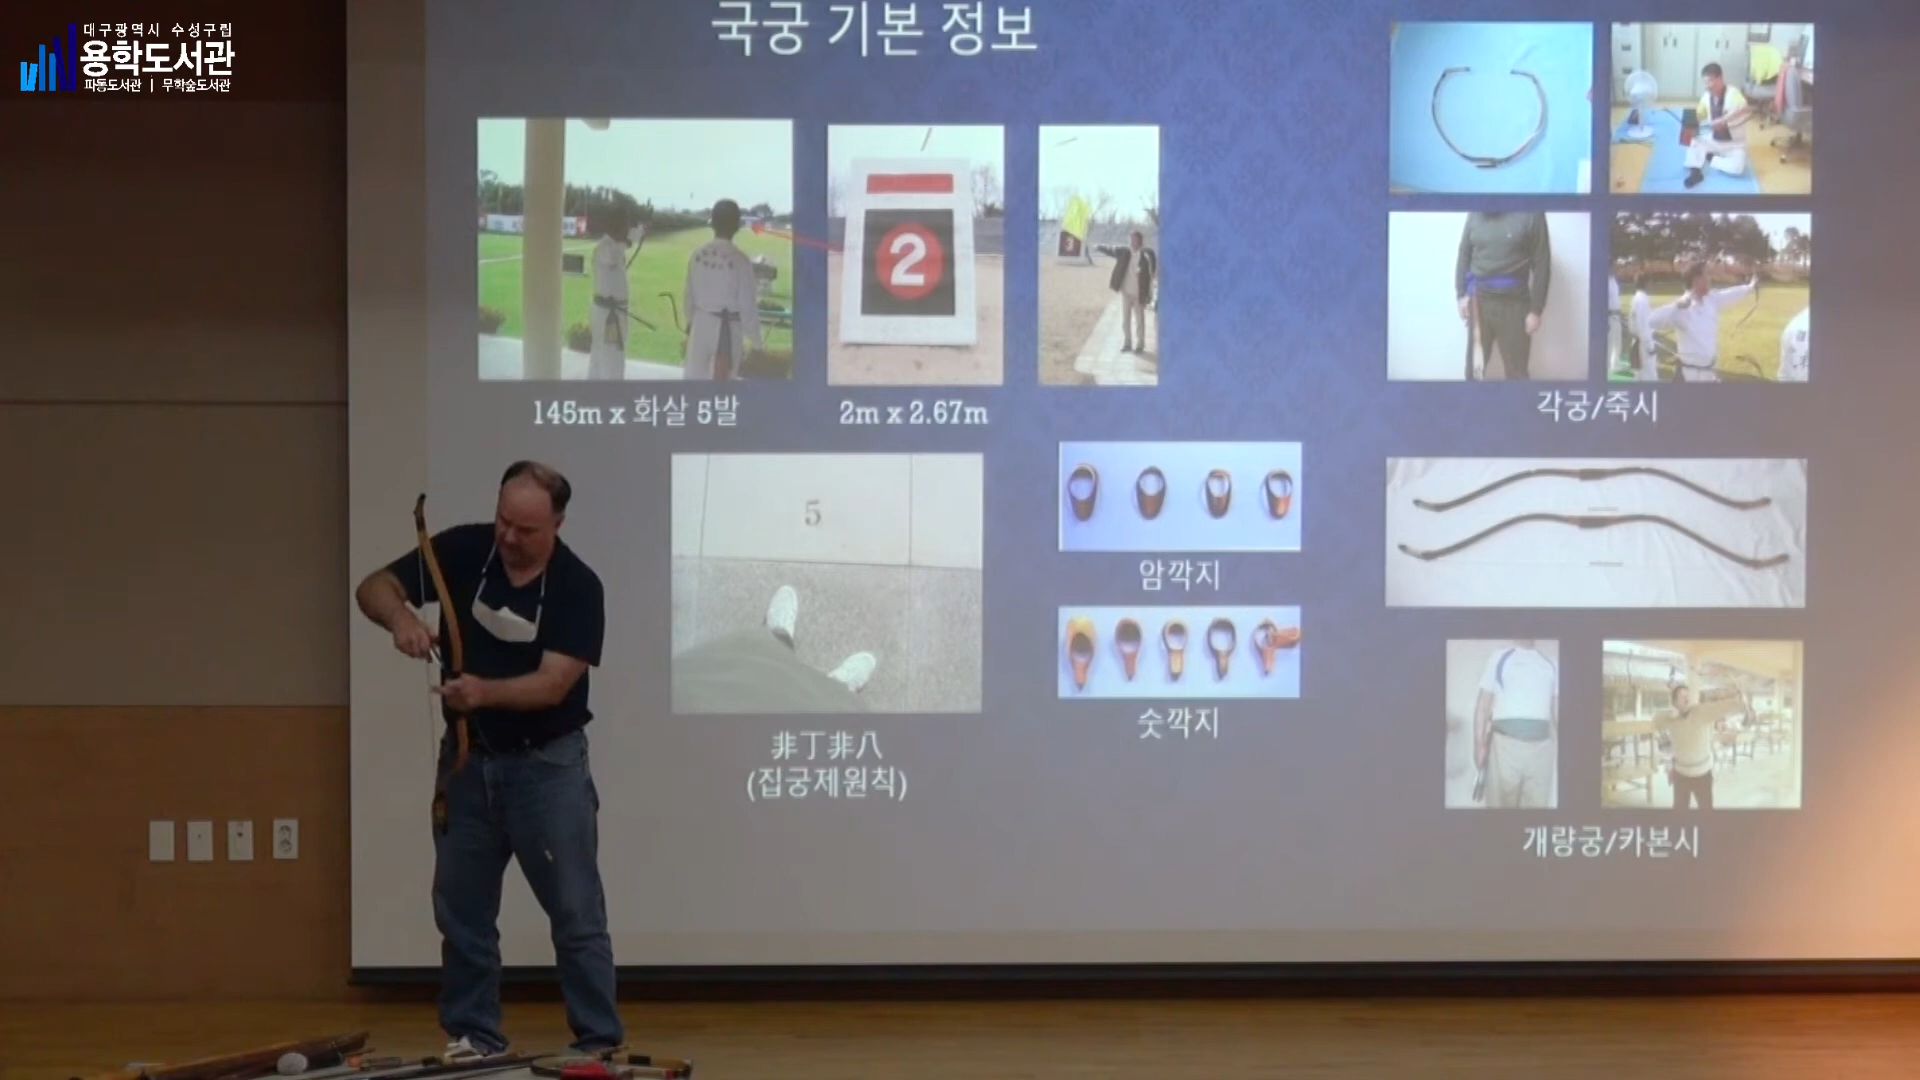 대구광역시 수성구립
용학도서관
파동도서관 | 무학숲도서관
국궁 기본 정보
2
3
145m x 화살 5발
2m x 2.67m
각궁/죽시
5
암깍지
숫깍지
非丁非八
(집궁제원칙)
개량궁/카본시